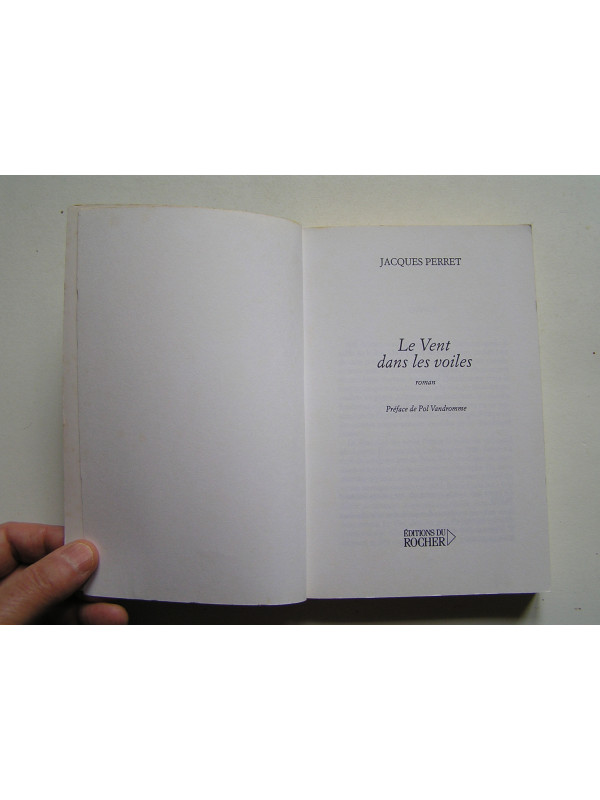 JACQUES PERRET
Le Vent
dans les voiles
roman
Préface de Pol Vandromme
ÉDITIONS DU
ROCHER